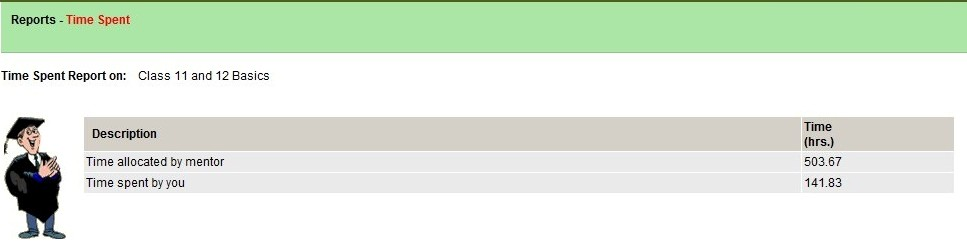 Reports - Time Spent
Time Spent Report on: Class 11 and 12 Basics
Description Time
(hrs.)
Time allocated by mentor 503.67
Time spent by you 141.83